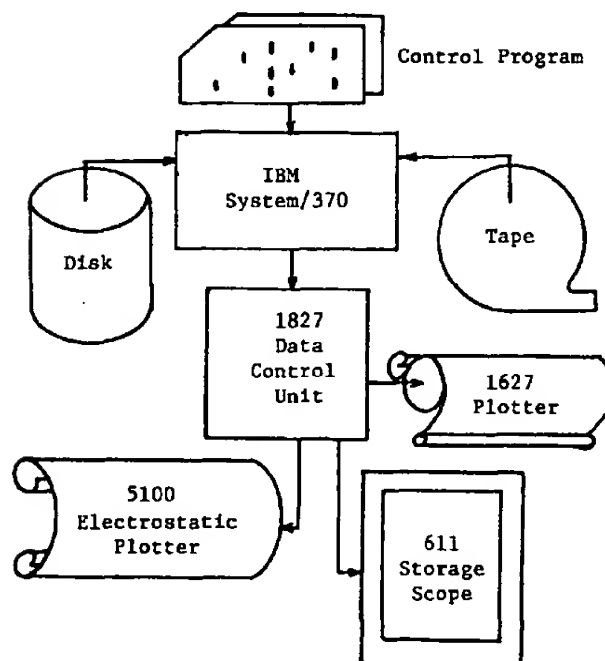 Control Program
IBM
System/370
Disk
Tape
1827
Data
Control
Unit
1627
Plotter
5100
Electrostatic
Plotter
611
Storage
Scope